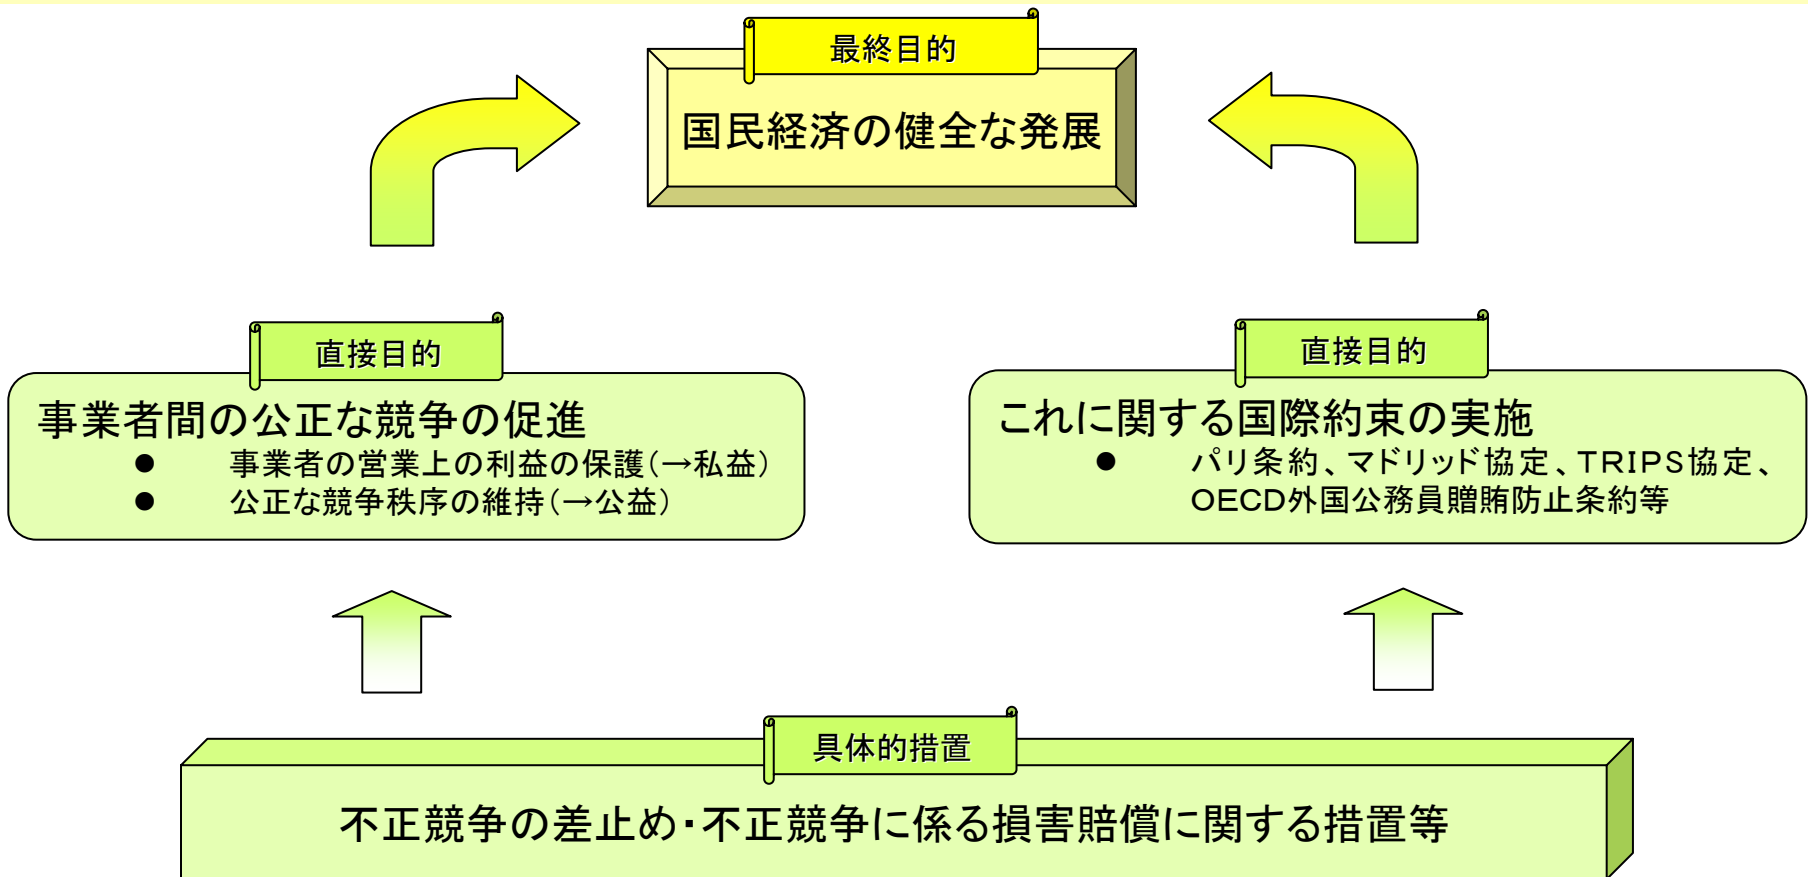 最終目的
国民経済の健全な発展
直接目的
事業者間の公正な競争の促進
● 事業者の営業上の利益の保護(→私益)
● 公正な競争秩序の維持(→公益)
直接目的
これに関する国際約束の実施
● パリ条約、マドリッド協定、TRIPS協定、
OECD外国公務員贈賄防止条約等
具体的措置
不正競争の差止め・不正競争に係る損害賠償に関する措置等